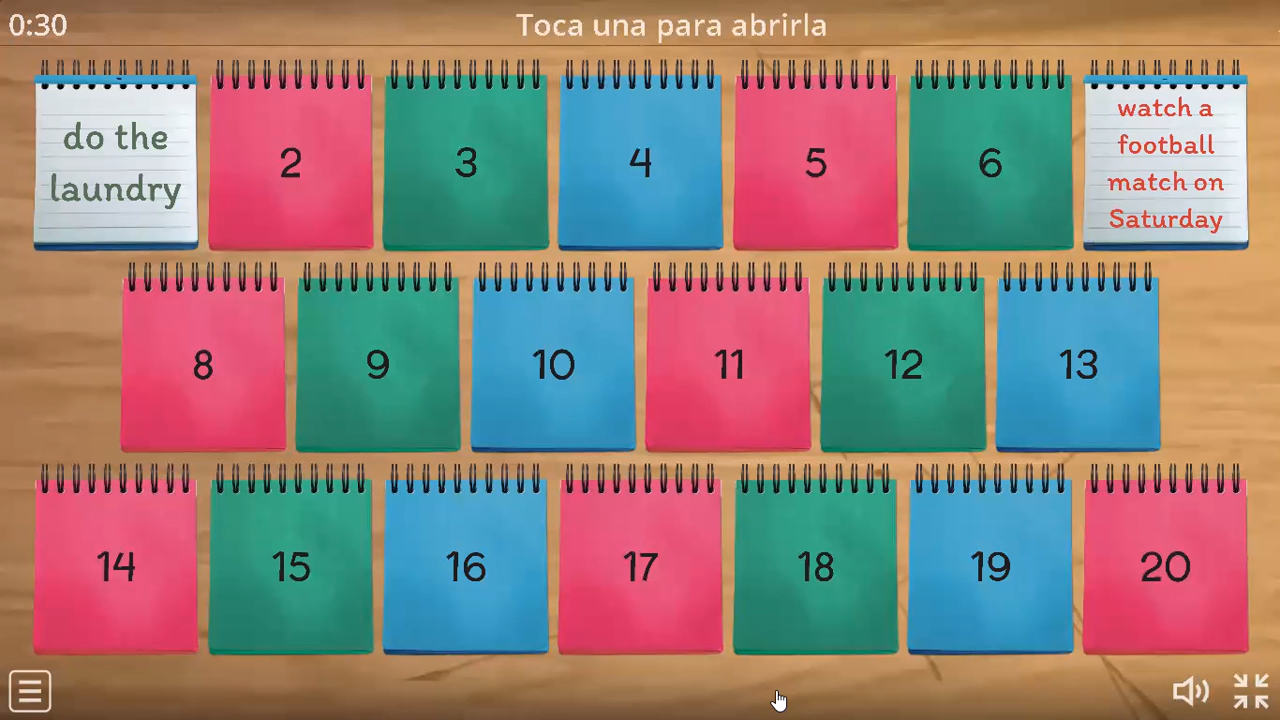 0:30
Toca una para abrirla
do the
laundry
2
3
4
5
6
watch a
football
match on
Saturday
8
9
10
11
12
13
14
15
16
17
18
19
20